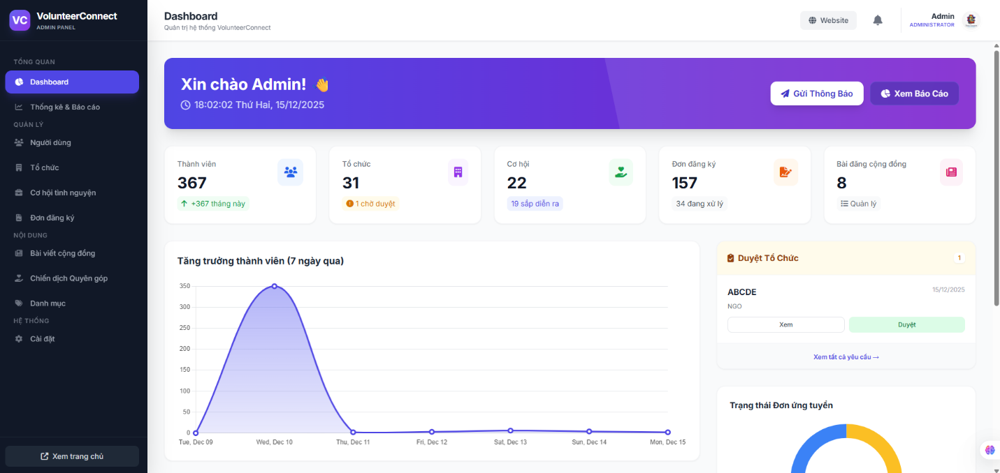 VC
VolunteerConnect
ADMIN PANEL
TỔNG QUAN
Dashboard
Thống kê & Báo cáo
QUẢN LÝ
Người dùng
Tổ chức
Cơ hội tình nguyện
Đơn đăng ký
NỘI DUNG
Bài viết cộng đồng
Chiến dịch Quyên góp
Danh mục
HỆ THỐNG
Cài đặt
Xem trang chủ
Dashboard
Quản trị hệ thống VolunteerConnect
Website
Admin
ADMINISTRATOR
Xin chào Admin! 👋
18:02:02 Thứ Hai, 15/12/2025
Gửi Thông Báo
Xem Báo Cáo
Thành viên
367
+367 tháng này
Tổ chức
31
1 chờ duyệt
Cơ hội
22
19 sắp diễn ra
Đơn đăng ký
157
34 đang xử lý
Bài đăng cộng đồng
8
Quản lý
Tăng trưởng thành viên (7 ngày qua)
350
300
250
200
150
100
50
0
Tue, Dec 09 Wed, Dec 10 Thu, Dec 11 Fri, Dec 12 Sat, Dec 13 Sun, Dec 14 Mon, Dec 15
Duyệt Tổ Chức
1
ABCDE
15/12/2025
NGO
Xem
Duyệt
Xem tất cả yêu cầu →
Trạng thái Đơn ứng tuyển